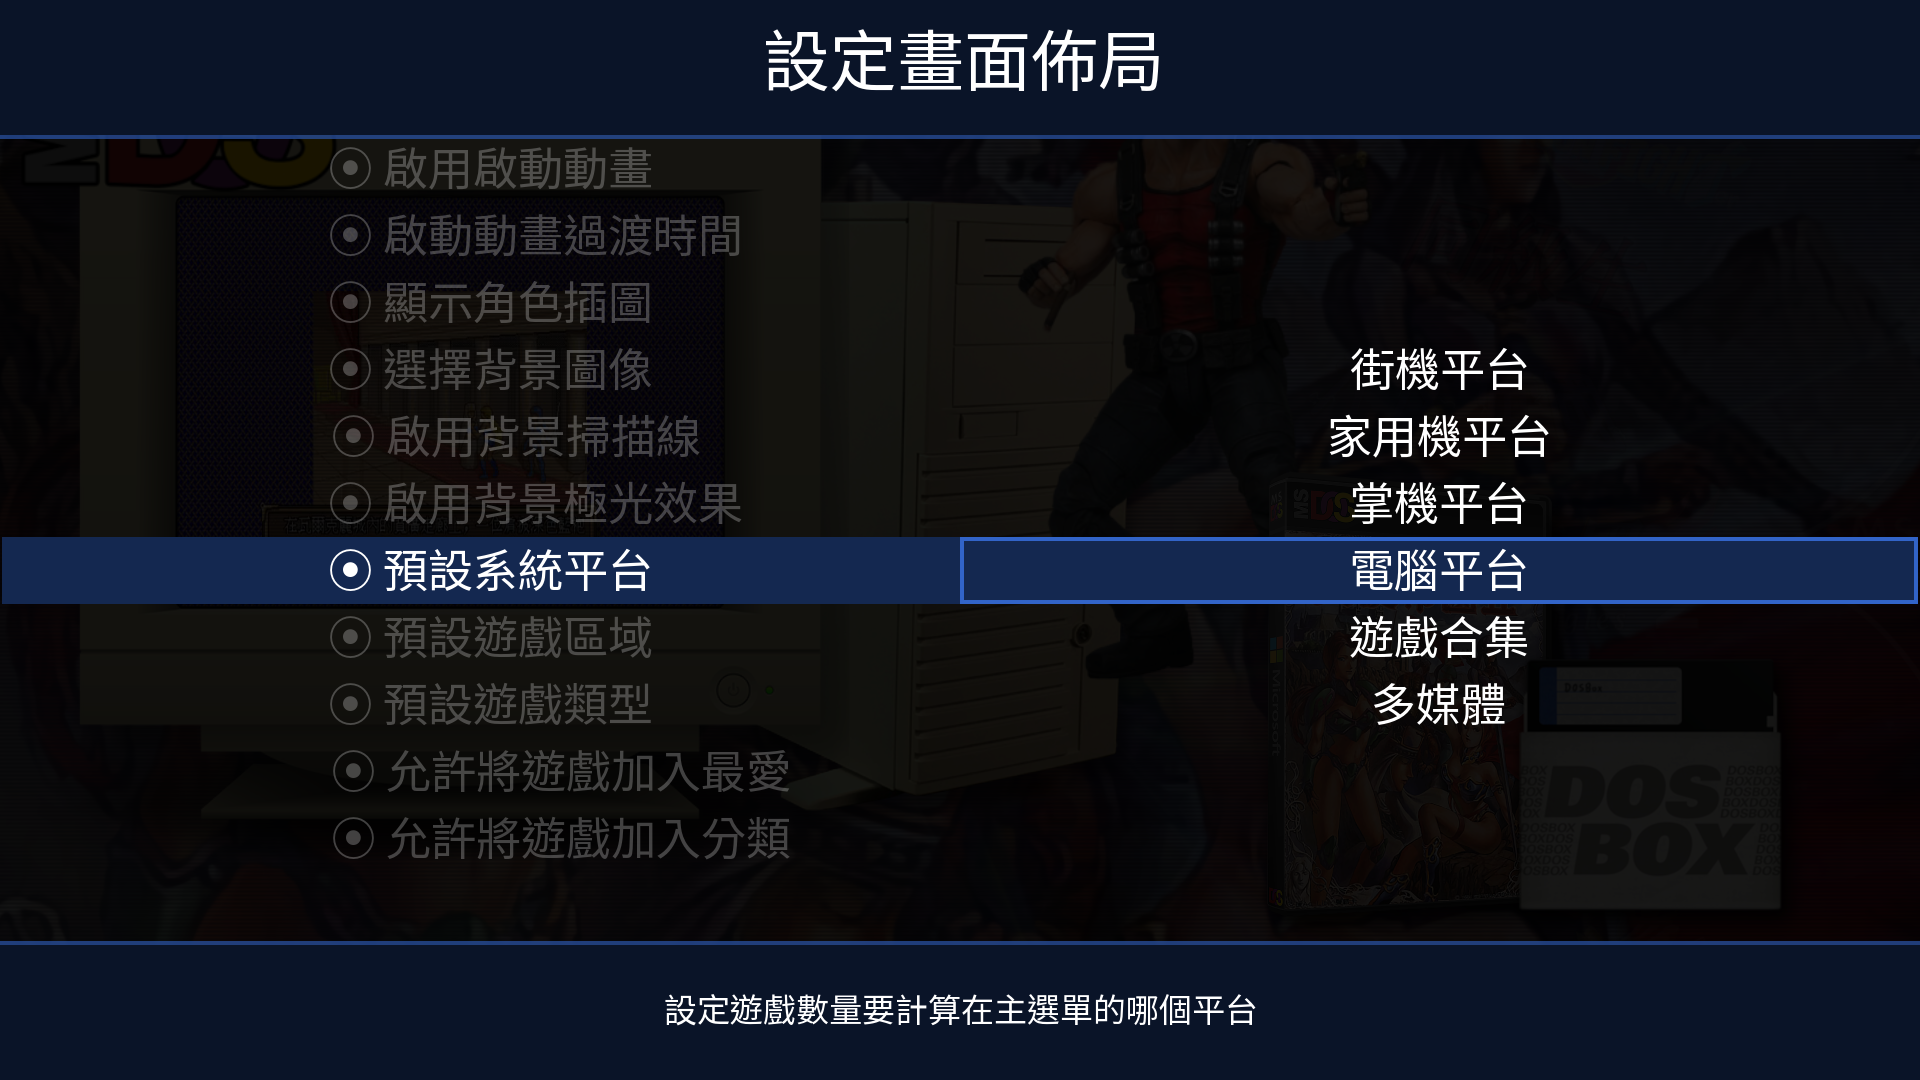 設定畫面佈局
啟用啟動動畫
啟動動畫過渡時間
顯示角色插圖
選擇背景圖像
啟用背景掃描線
啟用背景極光效果
預設系統平台
預設遊戲區域
預設遊戲類型
允許將遊戲加入最愛
允許將遊戲加入分類
街機平台
家用機平台
掌機平台
電腦平台
遊戲合集
多媒體
DOS
BOX
設定遊戲數量要計算在主選單的哪個平台